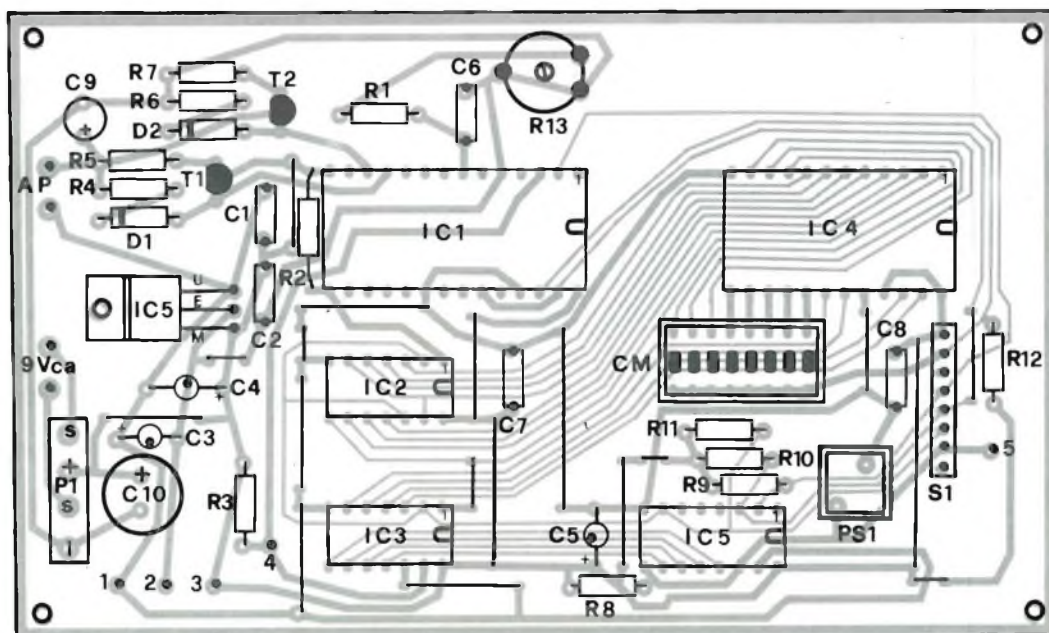 C9
R7
R6
D2
T2
R1
C6
R13
R5
R4
AP
T1
D1
C1
IC1
IC4
R2
U
E
M
IC5
C2
9Vca
C4
IC2
C7
CM
C8
R12
C3
R11
R10
R9
S
+
P1
S
-
+
C10
R3
IC3
C5
+
IC5
PS1
S1
5
1
2
3
4
R8